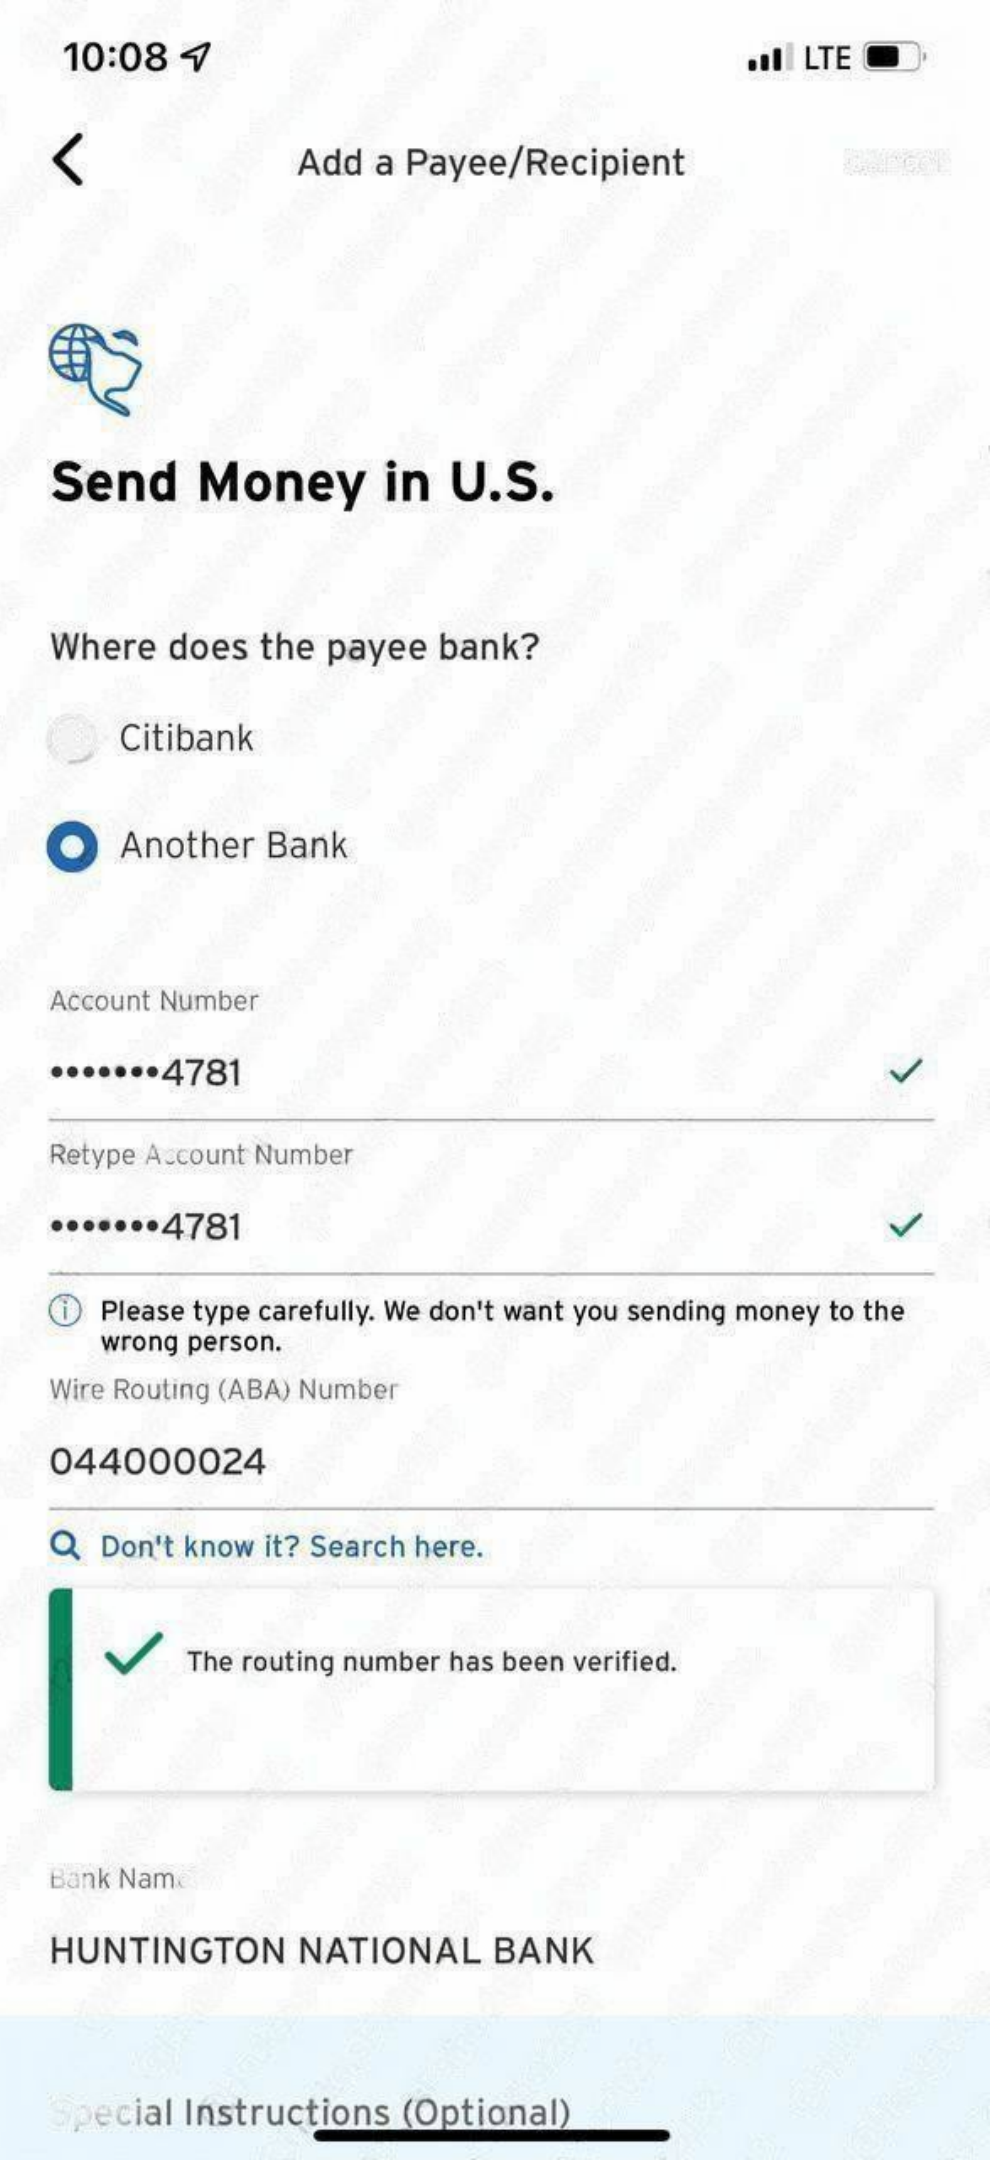 10:08
LTE
Add a Payee/Recipient
Send Money in U.S.
Where does the payee bank?
Citibank
Another Bank
Account Number
•••••••4781
Retype Account Number
•••••••4781
Please type carefully. We don't want you sending money to the
wrong person.
Wire Routing (ABA) Number
044000024
Don't know it? Search here.
The routing number has been verified.
Bank Name
HUNTINGTON NATIONAL BANK
Special Instructions (Optional)